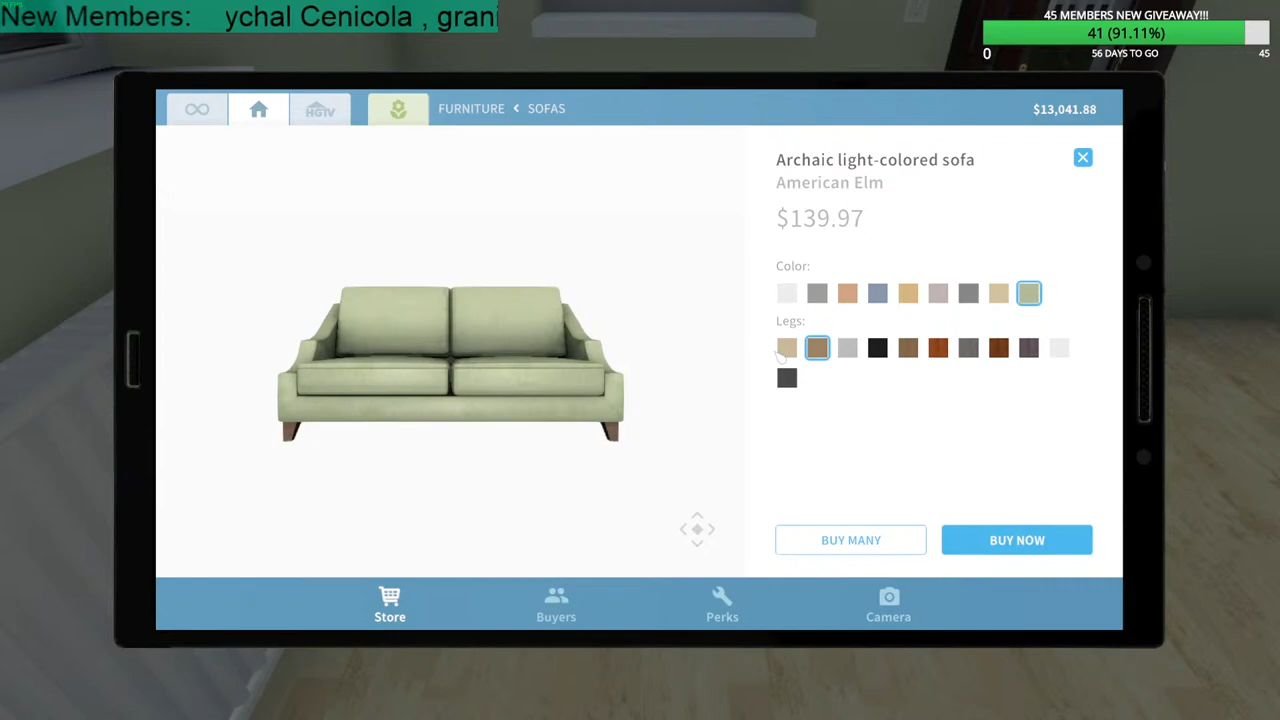 New Members: ychal Cenicola , grani
45 MEMBERS NEW GIVEAWAY!!!
41 (91.11%)
0
56 DAYS TO GO
45
HGTV
FURNITURE < SOFAS
$13,041.88
Archaic light-colored sofa
American Elm
$139.97
Color:
Legs:
BUY MANY
BUY NOW
Store
Buyers
Perks
Camera